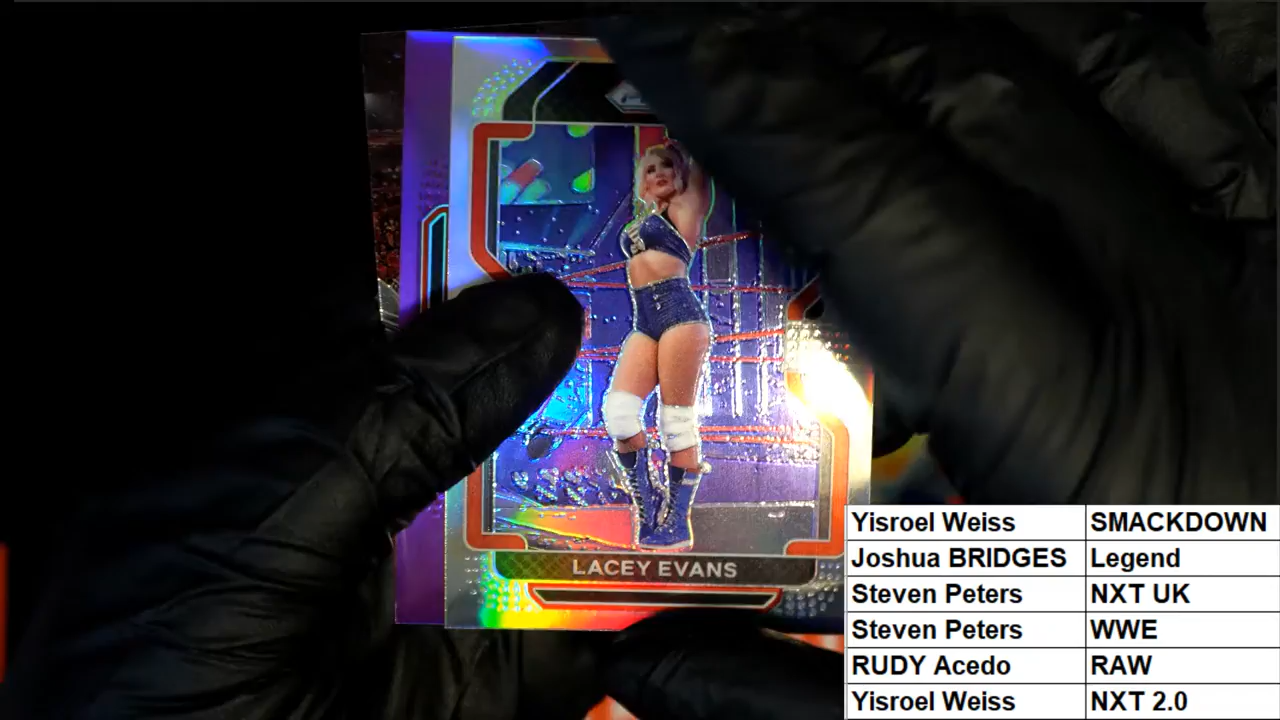 LACEY EVANS
Yisroel Weiss SMACKDOWN
Joshua BRIDGES Legend
Steven Peters NXT UK
Steven Peters WWE
RUDY Acedo RAW
Yisroel Weiss NXT 2.0